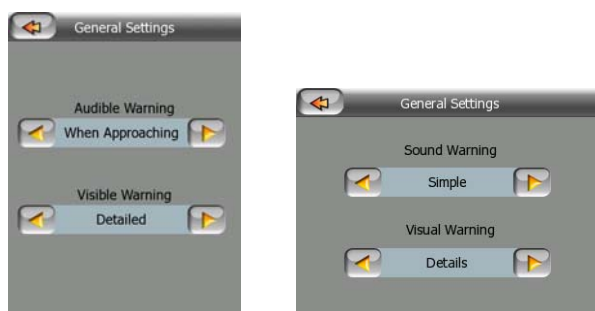 General Settings
Audible Warning
When Approaching
Visible Warning
Detailed
General Settings
Sound Warning
Simple
Visual Warning
Details